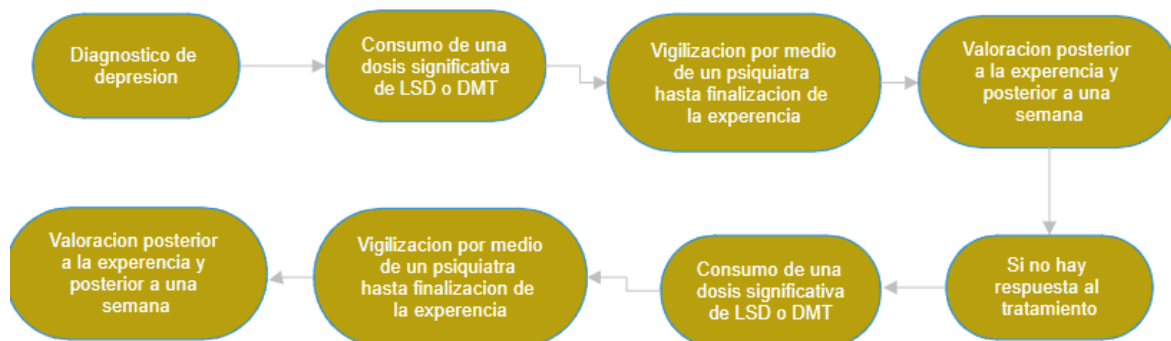 Diagnostico de
depresion
Consumo de una
dosis significativa
de LSD o DMT
Vigilizacion por medio
de un psiquiatra
hasta finalizacion de
la experencia
Valoracion posterior
a la experencia y
posterior a una
semana
Si no hay
respuesta al
tratamiento
Consumo de una
dosis significativa
de LSD o DMT
Vigilizacion por medio
de un psiquiatra
hasta finalizacion de
la experencia
Valoracion posterior
a la experencia y
posterior a una
semana